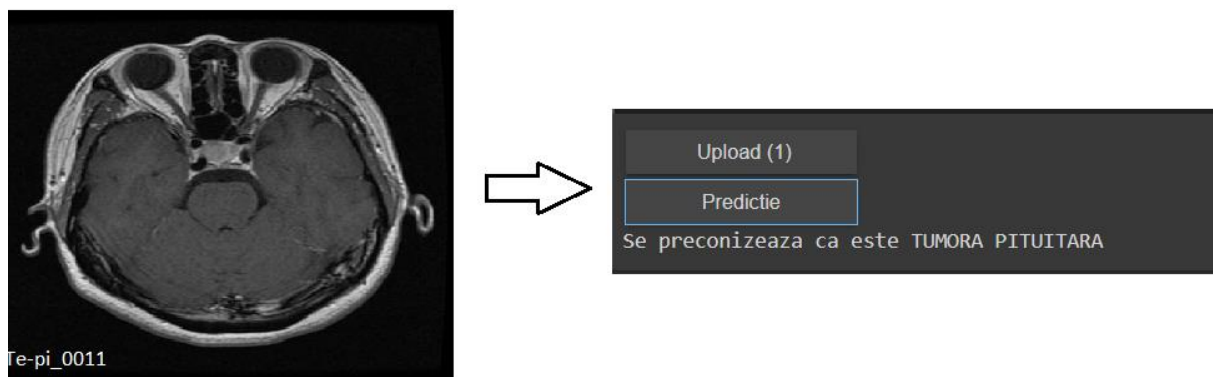 Te-pi_0011
Upload (1)
Predictie
Se preconizeaza ca este TUMORA PITUITARA